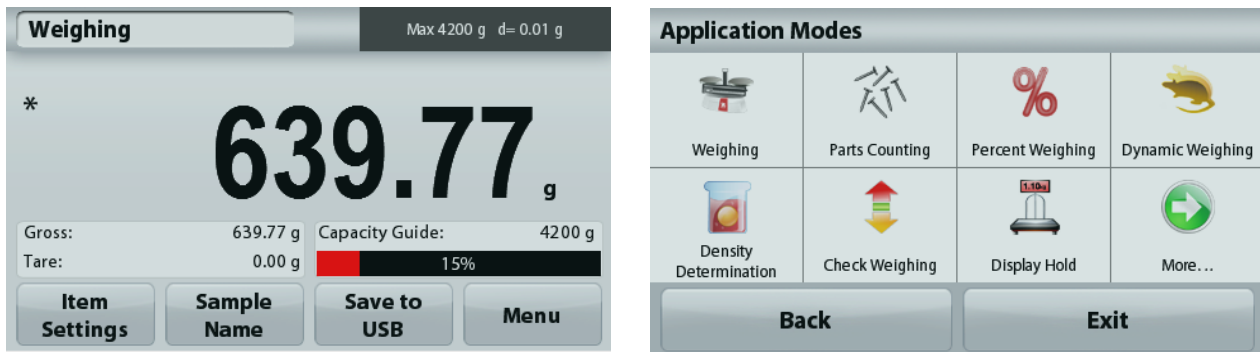 Weighing
Max 4200 g d= 0.01 g
*
639.77 g
Gross: 639.77 g
Tare: 0.00 g
Capacity Guide: 4200 g
15%
Item
Settings
Sample
Name
Save to
USB
Menu
Application Modes
Weighing
Parts Counting
Percent Weighing
Dynamic Weighing
1.10kg
Density
Determination
Check Weighing
Display Hold
More...
Back
Exit